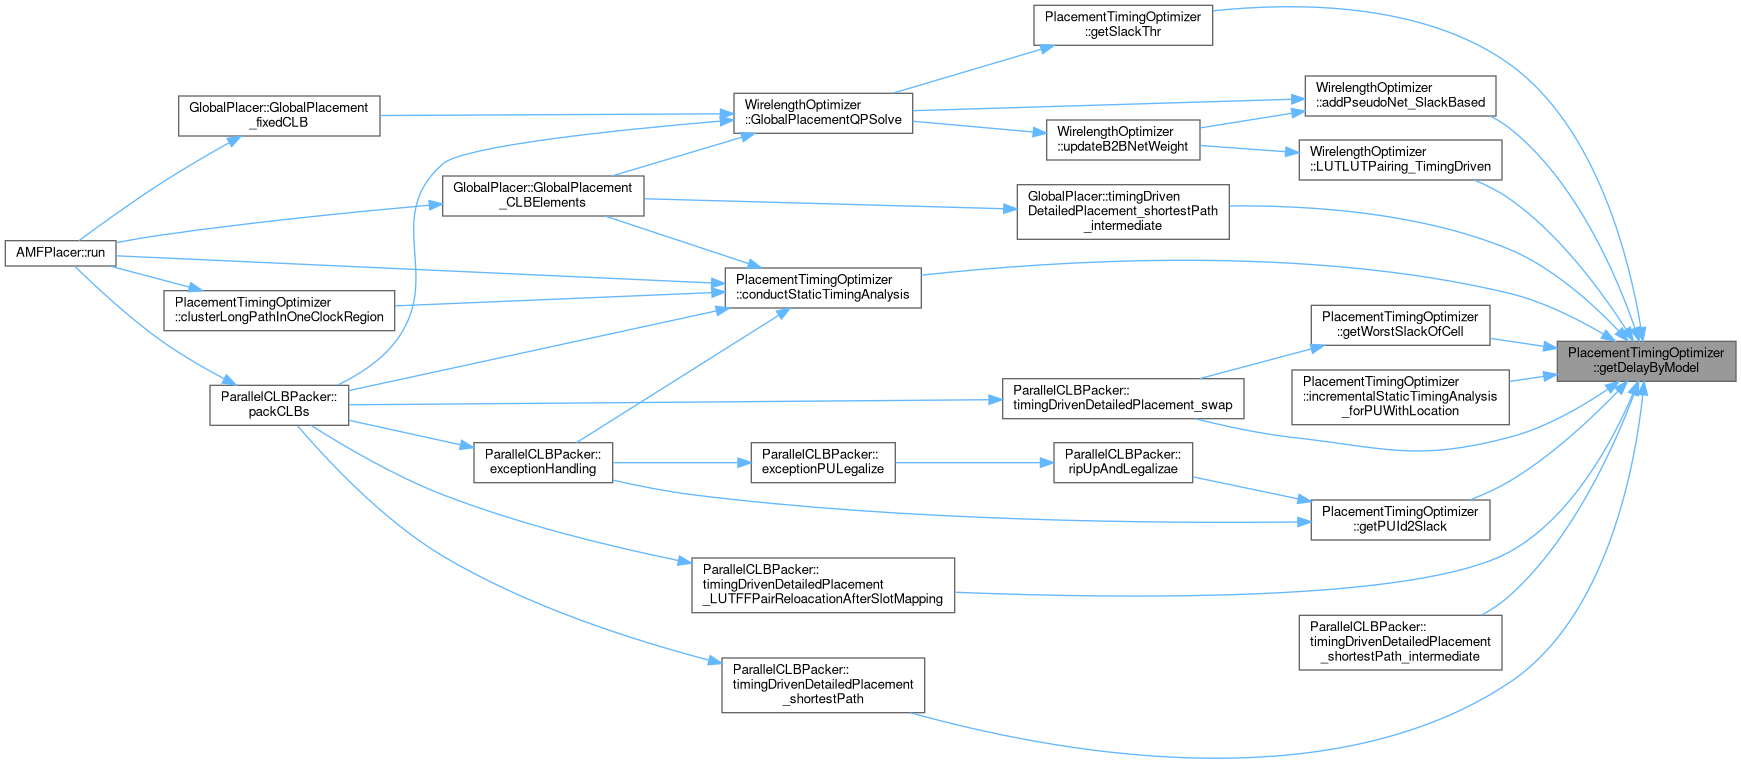 PlacementTimingOptimizer
::getSlackThr
WirelengthOptimizer
::addPseudoNet_SlackBased
GlobalPlacer::GlobalPlacement
_fixedCLB
WirelengthOptimizer
::GlobalPlacementQPSolve
WirelengthOptimizer
::updateB2BNetWeight
WirelengthOptimizer
::LUTLUTPairing_TimingDriven
GlobalPlacer::GlobalPlacement
_CLBElements
GlobalPlacer::timingDriven
DetailedPlacement_shortestPath
_intermediate
AMFPlacer::run
PlacementTimingOptimizer
::clusterLongPathInOneClockRegion
PlacementTimingOptimizer
::conductStaticTimingAnalysis
PlacementTimingOptimizer
::getWorstSlackOfCell
PlacementTimingOptimizer
::getDelayByModel
PlacementTimingOptimizer
::incrementalStaticTimingAnalysis
_forPUWithLocation
ParallelCLBPacker::
packCLBs
ParallelCLBPacker::
timingDrivenDetailedPlacement_swap
ParallelCLBPacker::
exceptionHandling
ParallelCLBPacker::
exceptionPULegalize
ParallelCLBPacker::
ripUpAndLegalizae
PlacementTimingOptimizer
::getPUId2Slack
ParallelCLBPacker::
timingDrivenDetailedPlacement
_LUTFFPairReloacationAfterSlotMapping
ParallelCLBPacker::
timingDrivenDetailedPlacement
_shortestPath_intermediate
ParallelCLBPacker::
timingDrivenDetailedPlacement
_shortestPath